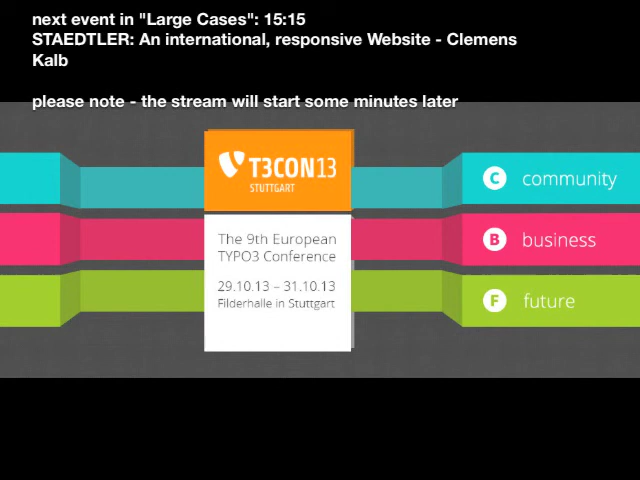 next event in "Large Cases": 15:15
STAEDTLER: An international, responsive Website - Clemens
Kalb
please note - the stream will start some minutes later
T3CON13
STUTTGART
The 9th European
TYPO3 Conference
29.10.13 – 31.10.13
Filderhalle in Stuttgart
C community
B business
F future